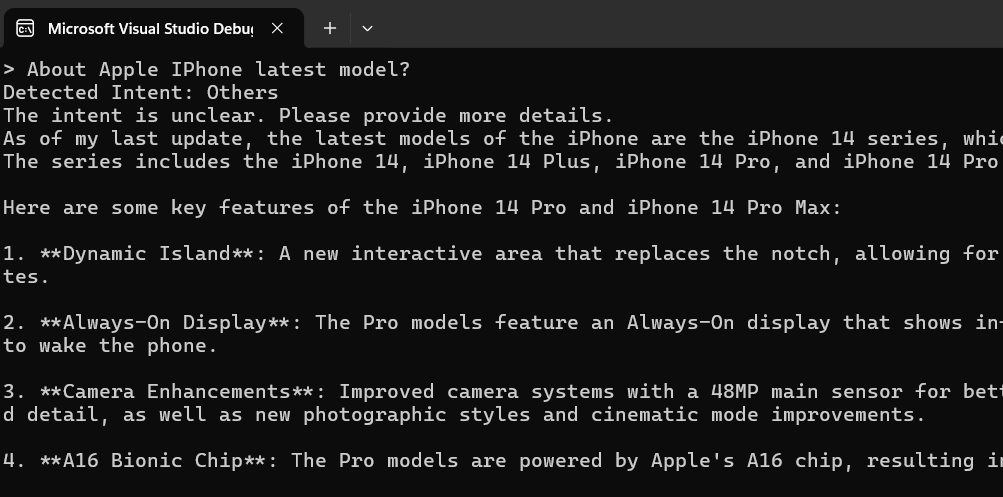 Microsoft Visual Studio Debu
> About Apple IPhone latest model?
Detected Intent: Others
The intent is unclear. Please provide more details.
As of my last update, the latest models of the iPhone are the iPhone 14 series, whic
The series includes the iPhone 14, iPhone 14 Plus, iPhone 14 Pro, and iPhone 14 Pro
Here are some key features of the iPhone 14 Pro and iPhone 14 Pro Max:
1. **Dynamic Island**: A new interactive area that replaces the notch, allowing for
tes.
2. **Always-On Display**: The Pro models feature an Always-On display that shows in
to wake the phone.
3. **Camera Enhancements**: Improved camera systems with a 48MP main sensor for bett
d detail, as well as new photographic styles and cinematic mode improvements.
4. **A16 Bionic Chip**: The Pro models are powered by Apple's A16 chip, resulting in